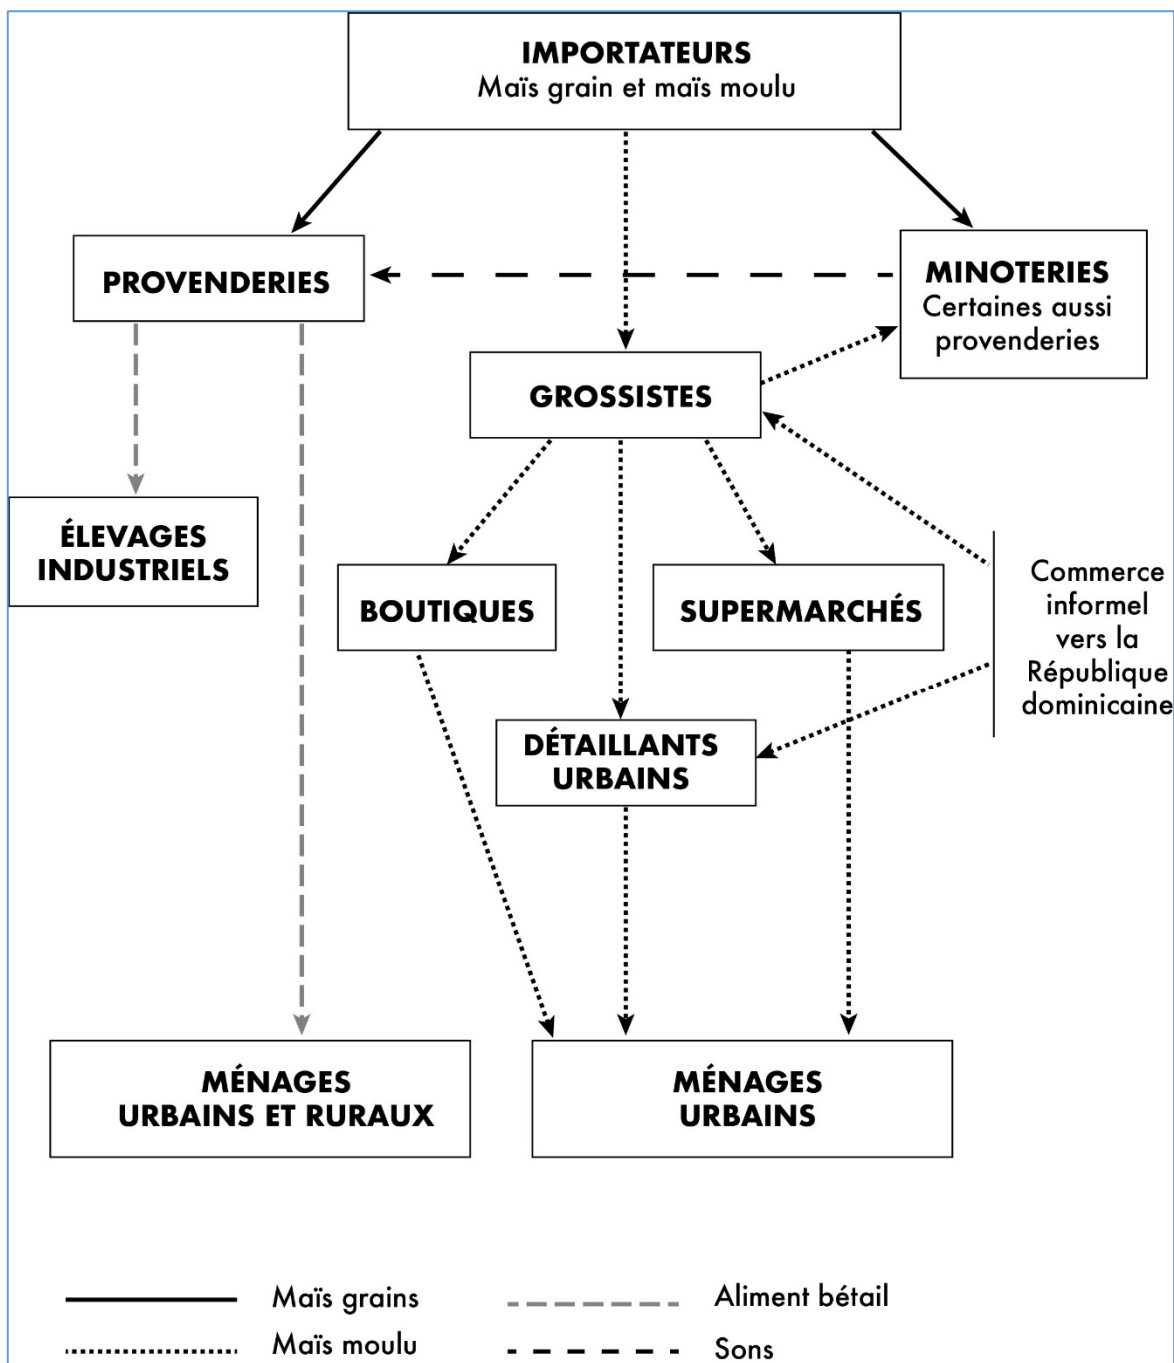 IMPORTATEURS
Maïs grain et maïs moulu
PROVENDERIES
MINOTERIES
Certaines aussi
provenderies
GROSSISTES
ÉLEVAGES
INDUSTRIELS
BOUTIQUES
SUPERMARCHÉS
Commerce
informel
vers la
République
dominicaine
DÉTAILLANTS
URBAINS
MÉNAGES
URBAINS ET RURAUX
MÉNAGES
URBAINS
Maïs grains
Aliment bétail
Maïs moulu
Sons